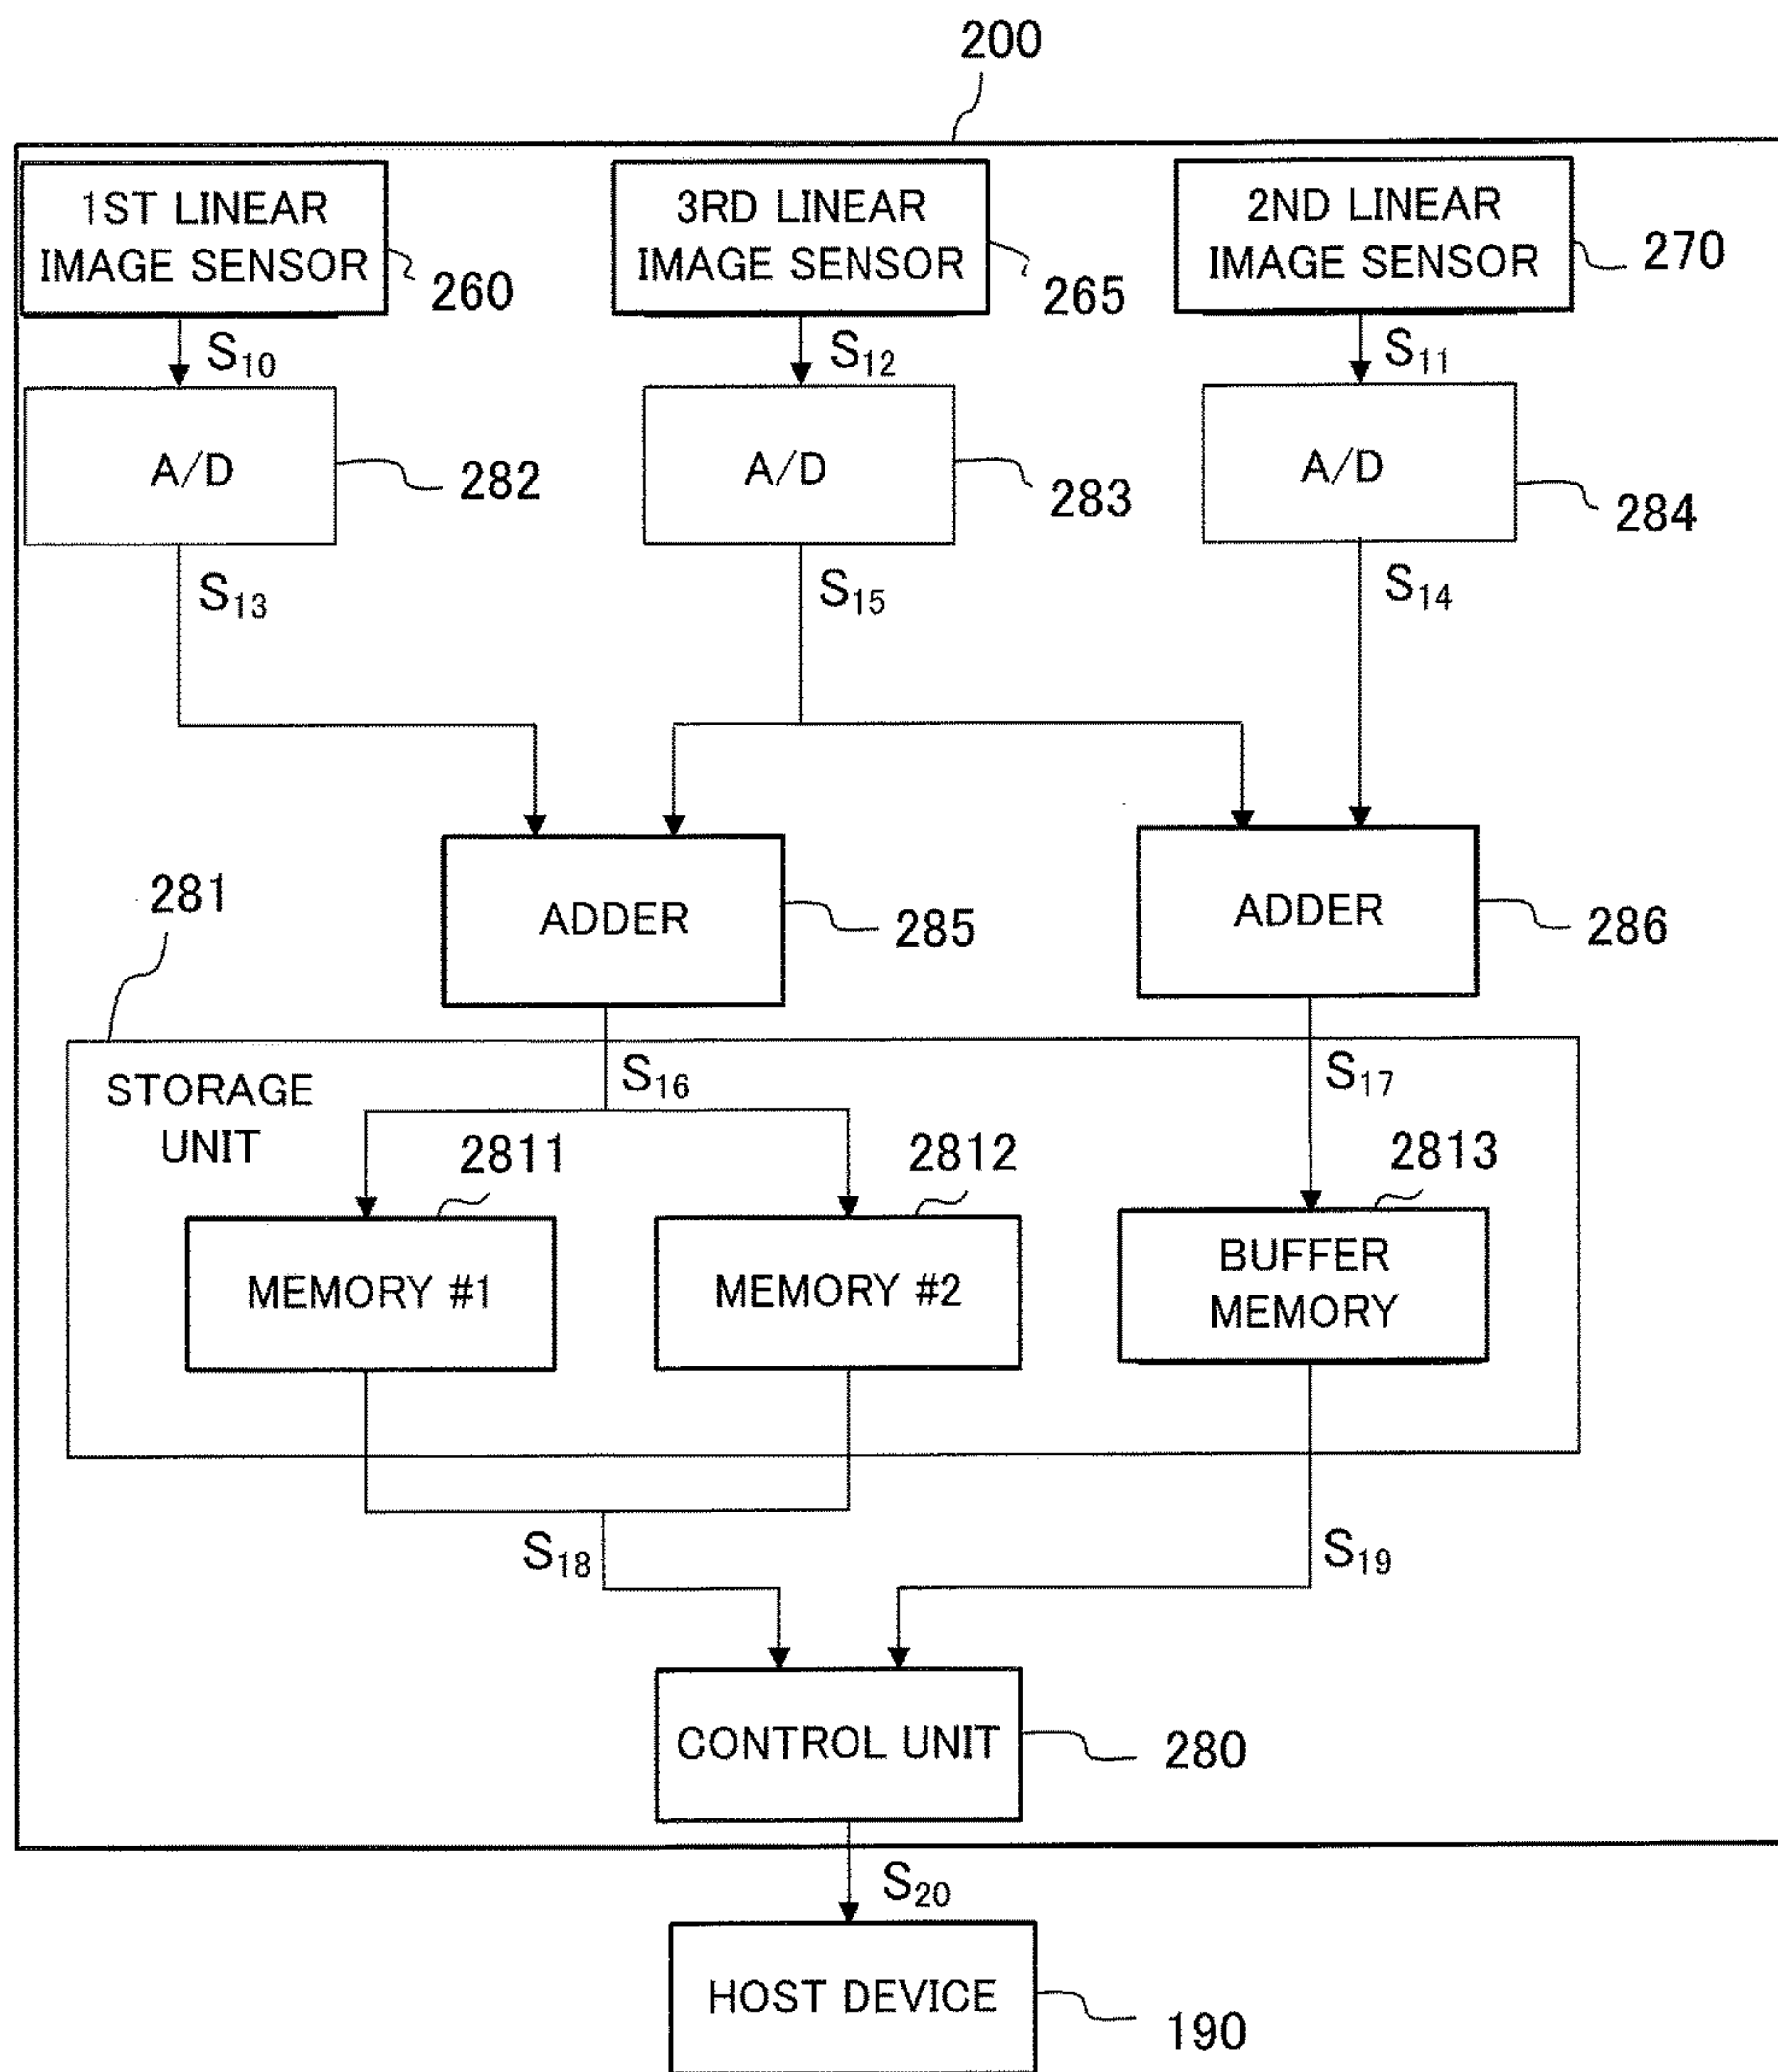 200
1ST LINEAR
IMAGE SENSOR
260
3RD LINEAR
IMAGE SENSOR
265
2ND LINEAR
IMAGE SENSOR
270
S10
S12
S11
A/D
282
A/D
283
A/D
284
S13
S15
S14
281
ADDER
285
ADDER
286
STORAGE
UNIT
S16
S17
2811
2812
2813
MEMORY #1
MEMORY #2
BUFFER
MEMORY
S18
S19
CONTROL UNIT
280
S20
HOST DEVICE
190